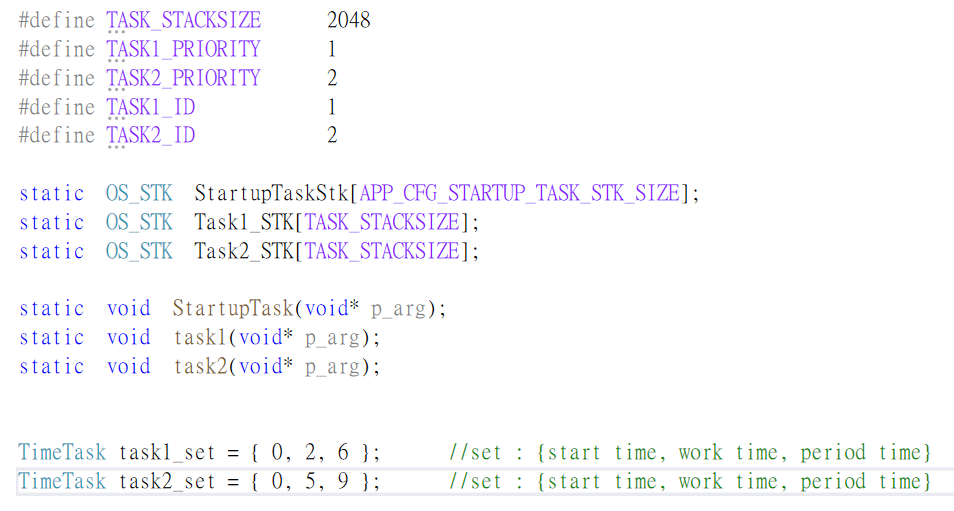 #define TASK_STACKSIZE 2048
#define TASK1_PRIORITY 1
#define TASK2_PRIORITY 2
#define TASK1_ID 1
#define TASK2_ID 2
static OS_STK StartupTaskStk[APP_CFG_STARTUP_TASK_STK_SIZE];
static OS_STK Task1_STK[TASK_STACKSIZE];
static OS_STK Task2_STK[TASK_STACKSIZE];
static void StartupTask(void* p_arg);
static void task1(void* p_arg);
static void task2(void* p_arg);
TimeTask task1_set = { 0, 2, 6 }; //set : {start time, work time, period time}
TimeTask task2_set = { 0, 5, 9 }; //set : {start time, work time, period time}